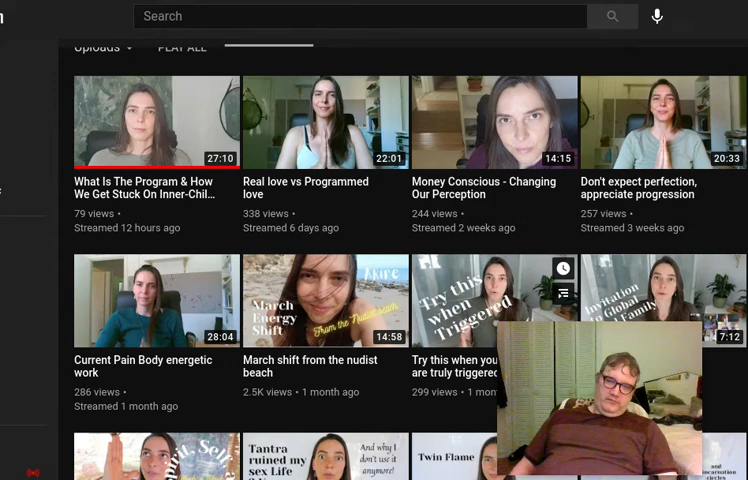 Search
Uploads
PLAY ALL
27:10
22:01
14:15
20:33
What Is The Program & How
We Get Stuck On Inner-Chil...
79 views •
Streamed 12 hours ago
Real love vs Programmed
love
338 views •
Streamed 6 days ago
Money Conscious - Changing
Our Perception
244 views •
Streamed 2 weeks ago
Don't expect perfection,
appreciate progression
257 views •
Streamed 3 weeks ago
28:04
March
Energy
Shift
From the Nudist beach
14:58
Try this
when
Triggered
Invitation
to Global
Family
7:12
Current Pain Body energetic
work
286 views •
Streamed 1 month ago
March shift from the nudist
beach
2.5K views • 1 month ago
Try this when you
are truly triggered
299 views • 1 mon
Spirit, Self
Tantra
ruined my
sex Life
And why I
don't use it
anymore!
Twin Flame
and
reincarnation
circles